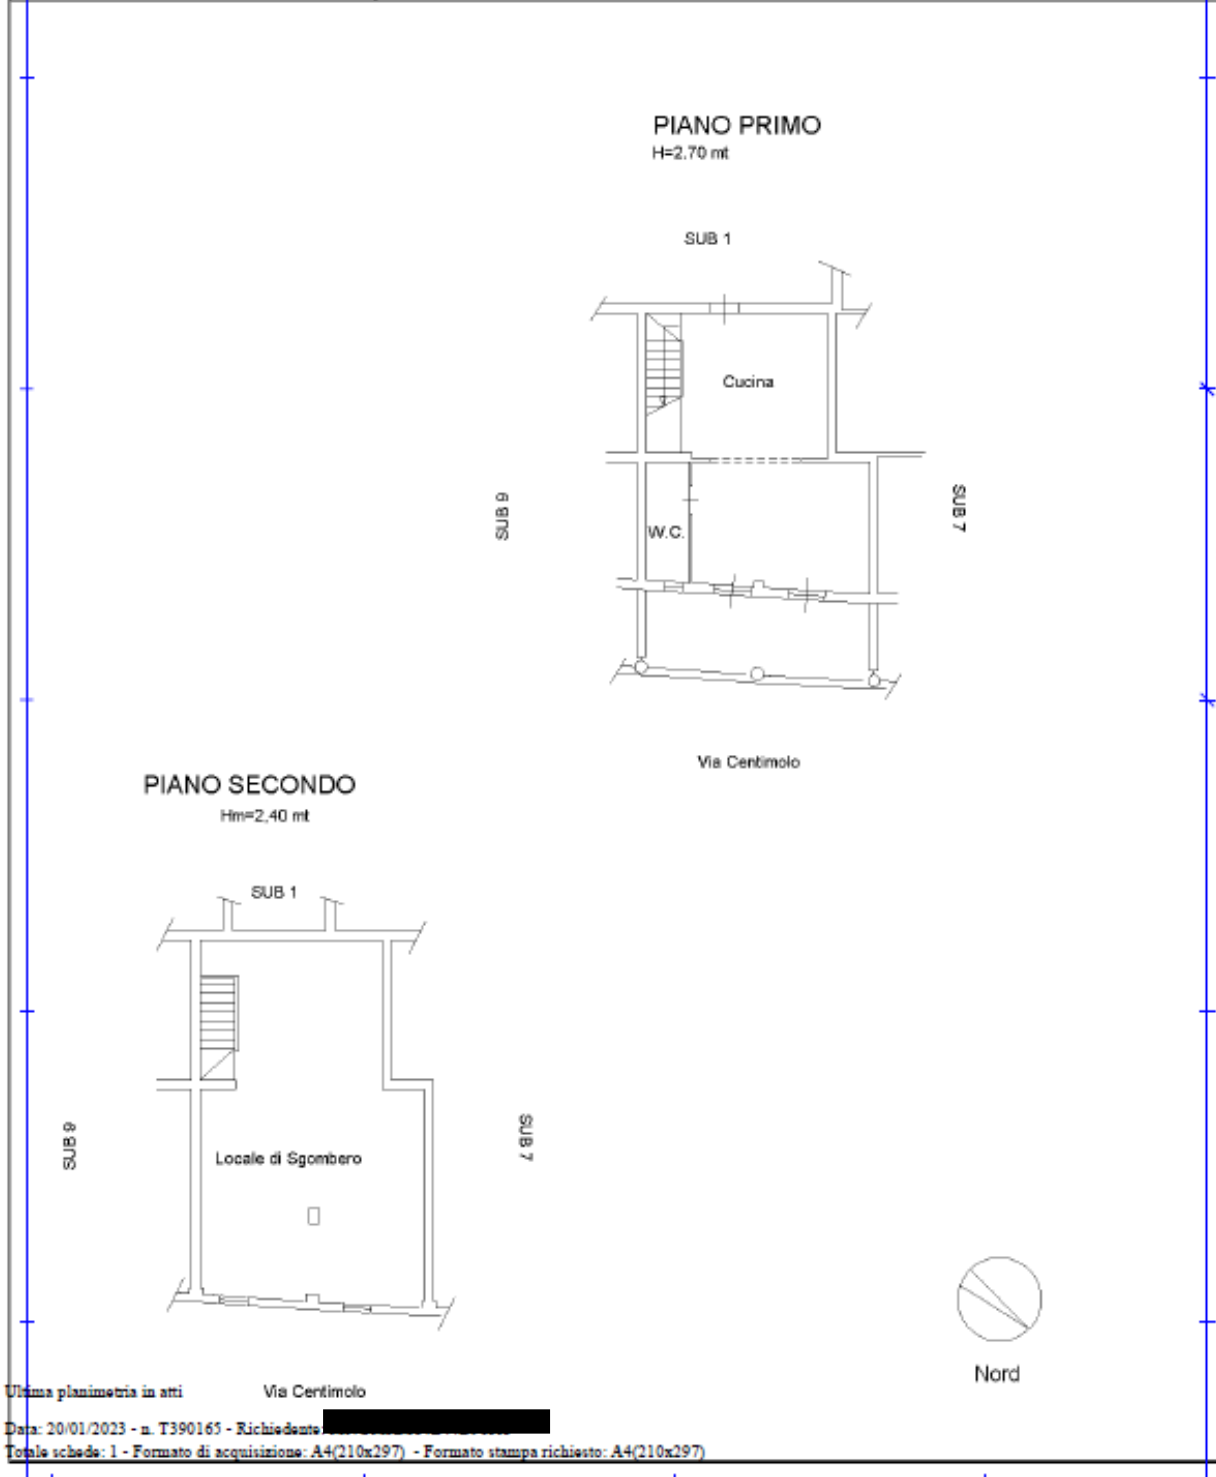 PIANO PRIMO
H=2.70 mt
SUB 1
Cucina
SUB 9
SUB 7
W.C.
Via Centimolo
PIANO SECONDO
Hm=2,40 mt
SUB 1
SUB 9
SUB 7
Locale di Sgombero
Nord
Via Centimolo
Ultima planimetria in atti
Data: 20/01/2023 - n. T390165 - Richiedente:
Totale schede: 1 - Formato di acquisizione: A4(210x297) - Formato stampa richiesto: A4(210x297)